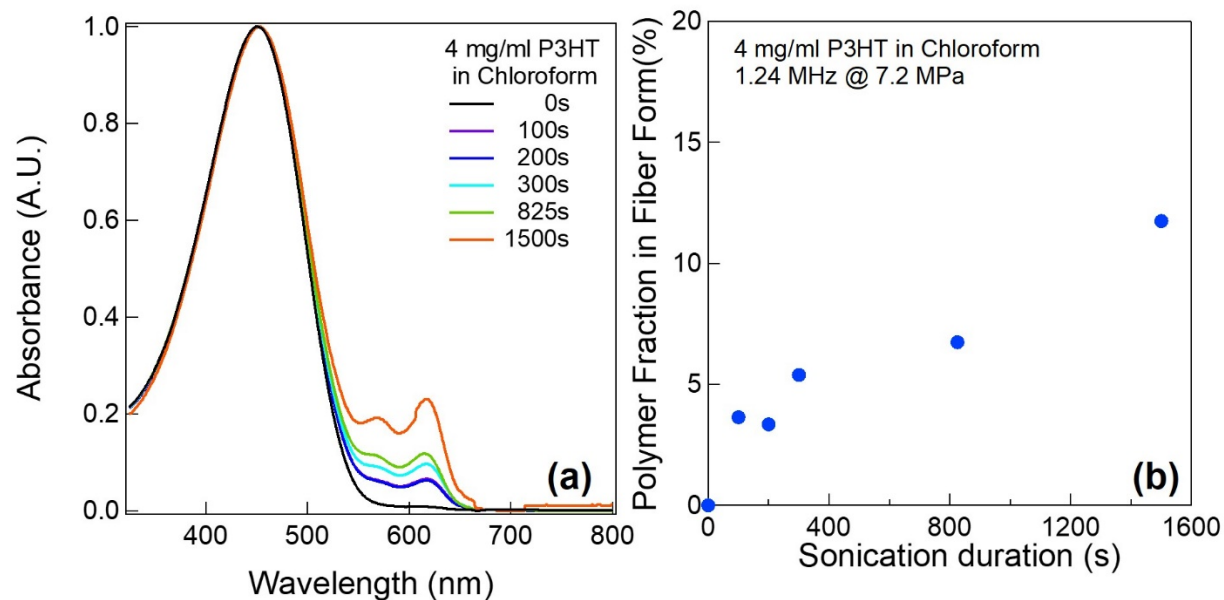 1.0
0.8
0.6
0.4
0.2
0.0
Absorbance (A.U.)
4 mg/ml P3HT
in Chloroform
0s
100s
200s
300s
825s
1500s
(a)
400
500
600
700
800
Wavelength (nm)
20
15
10
5
0
Polymer Fraction in Fiber Form(%)
4 mg/ml P3HT in Chloroform
1.24 MHz @ 7.2 MPa
(b)
0
400
800
1200
1600
Sonication duration (s)